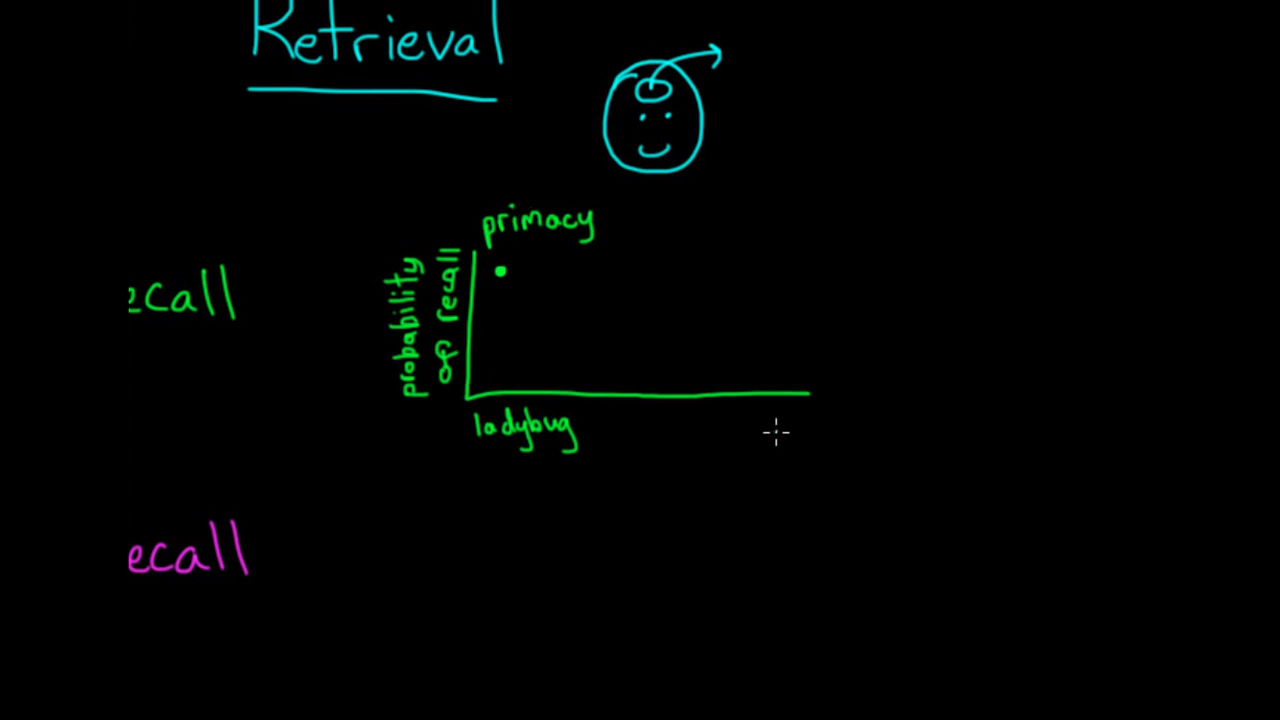 Retrieval
primacy
probability
of recall
ecall
ladybug
ecall